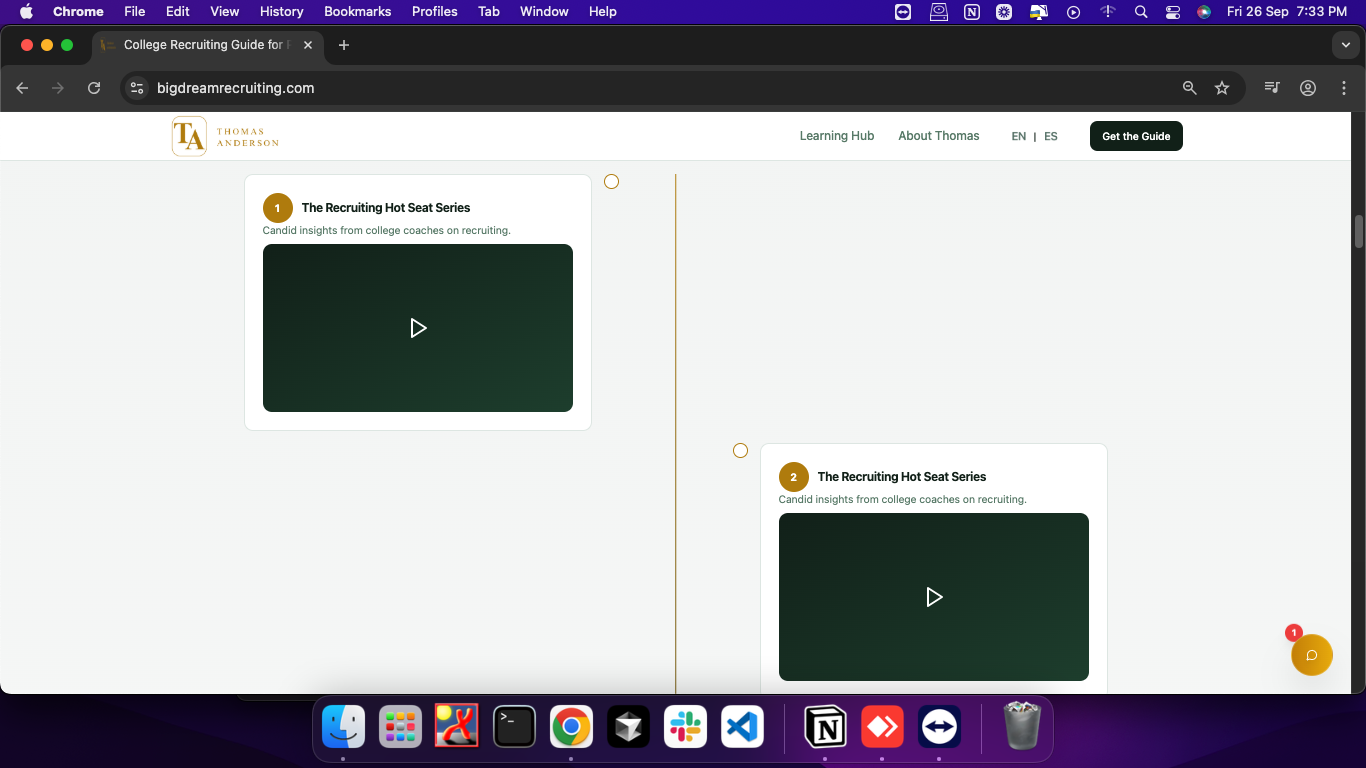 Chrome File Edit View History Bookmarks Profiles Tab Window Help Fri 26 Sep 7:33 PM
College Recruiting Guide for
bigdreamrecruiting.com
TA THOMAS ANDERSON
Learning Hub About Thomas EN | ES Get the Guide
1 The Recruiting Hot Seat Series
Candid insights from college coaches on recruiting.
2 The Recruiting Hot Seat Series
Candid insights from college coaches on recruiting.
1